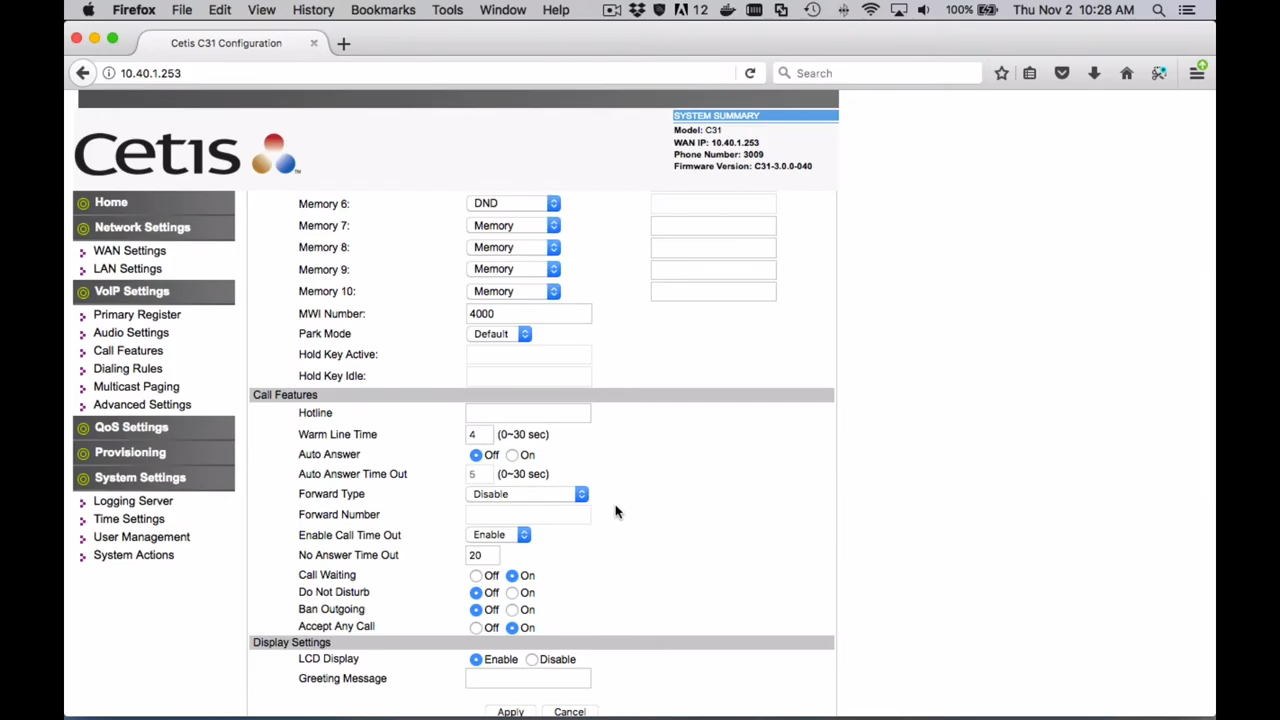 Firefox File Edit View History Bookmarks Tools Window Help 12 100% Thu Nov 2 10:28 AM
Cetis C31 Configuration
10.40.1.253 Search
SYSTEM SUMMARY
Model: C31
WAN IP: 10.40.1.253
Phone Number: 3009
Firmware Version: C31-3.0.0-040
Cetis TM
Home
Network Settings
WAN Settings
LAN Settings
VoIP Settings
Primary Register
Audio Settings
Call Features
Dialing Rules
Multicast Paging
Advanced Settings
QoS Settings
Provisioning
System Settings
Logging Server
Time Settings
User Management
System Actions
Memory 6: DND
Memory 7: Memory
Memory 8: Memory
Memory 9: Memory
Memory 10: Memory
MWI Number: 4000
Park Mode Default
Hold Key Active:
Hold Key Idle:
Call Features
Hotline
Warm Line Time 4 (0~30 sec)
Auto Answer Off On
Auto Answer Time Out 5 (0~30 sec)
Forward Type Disable
Forward Number
Enable Call Time Out Enable
No Answer Time Out 20
Call Waiting Off On
Do Not Disturb Off On
Ban Outgoing Off On
Accept Any Call Off On
Display Settings
LCD Display Enable Disable
Greeting Message
Apply Cancel